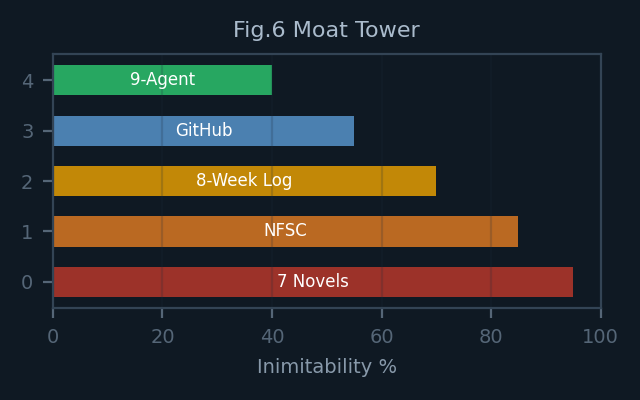 Fig.6 Moat Tower
4
9-Agent
3
GitHub
2
8-Week Log
1
NFSC
0
7 Novels
0 20 40 60 80 100
Inimitability %